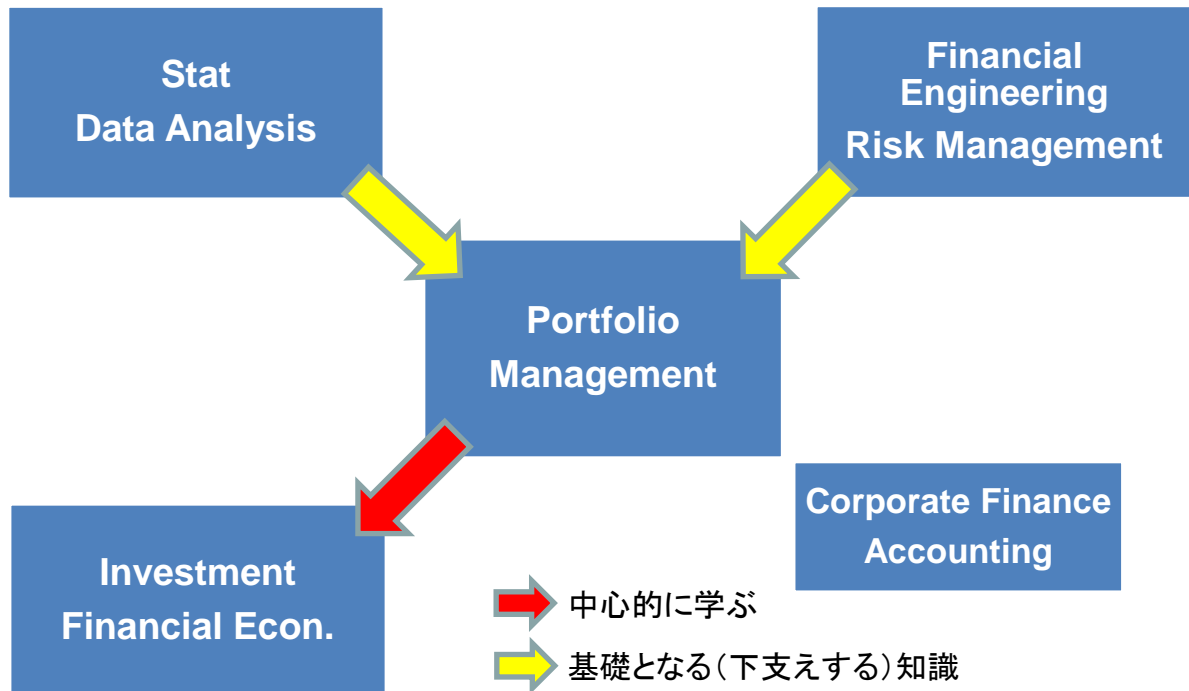 Stat
Data Analysis
Financial
Engineering
Risk Management
Portfolio
Management
Corporate Finance
Accounting
Investment
Financial Econ.
中心的に学ぶ
基礎となる(下支えする)知識